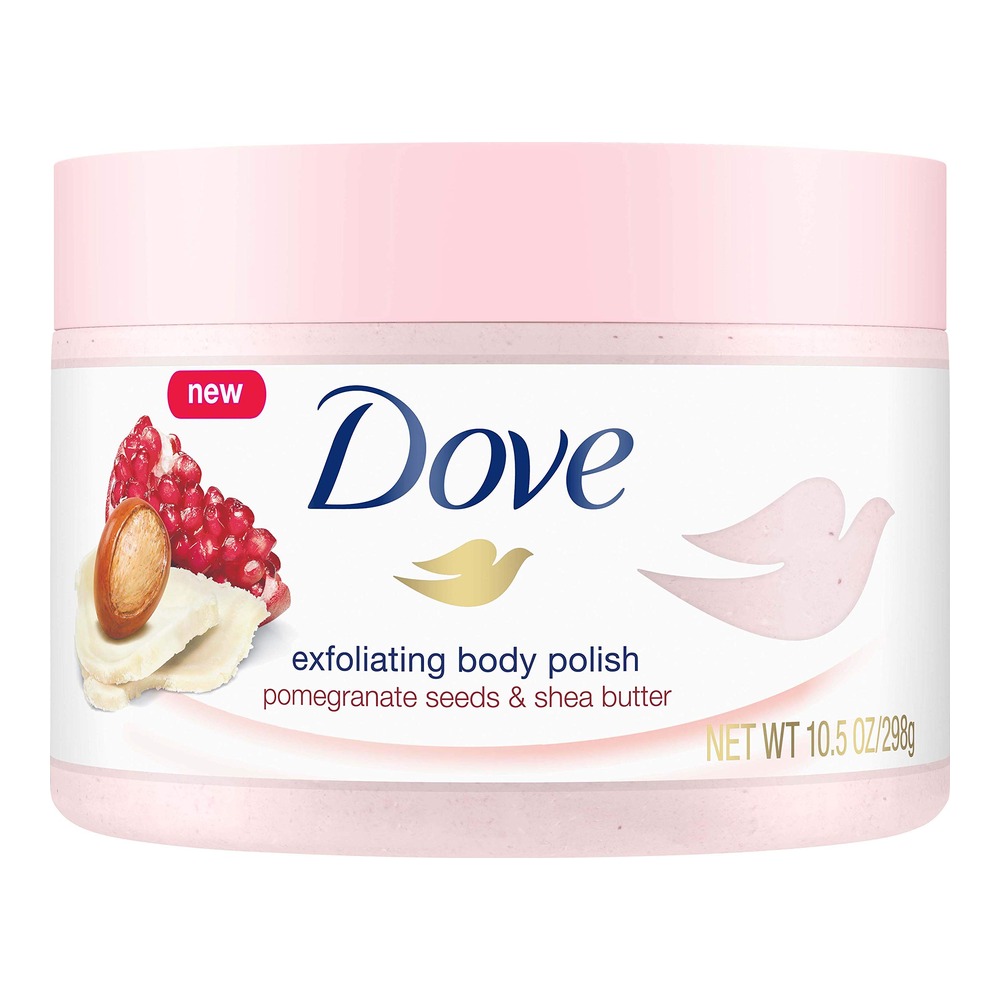 new
Dove
exfoliating body polish
pomegranate seeds & shea butter
NET WT 10.5 OZ/298g